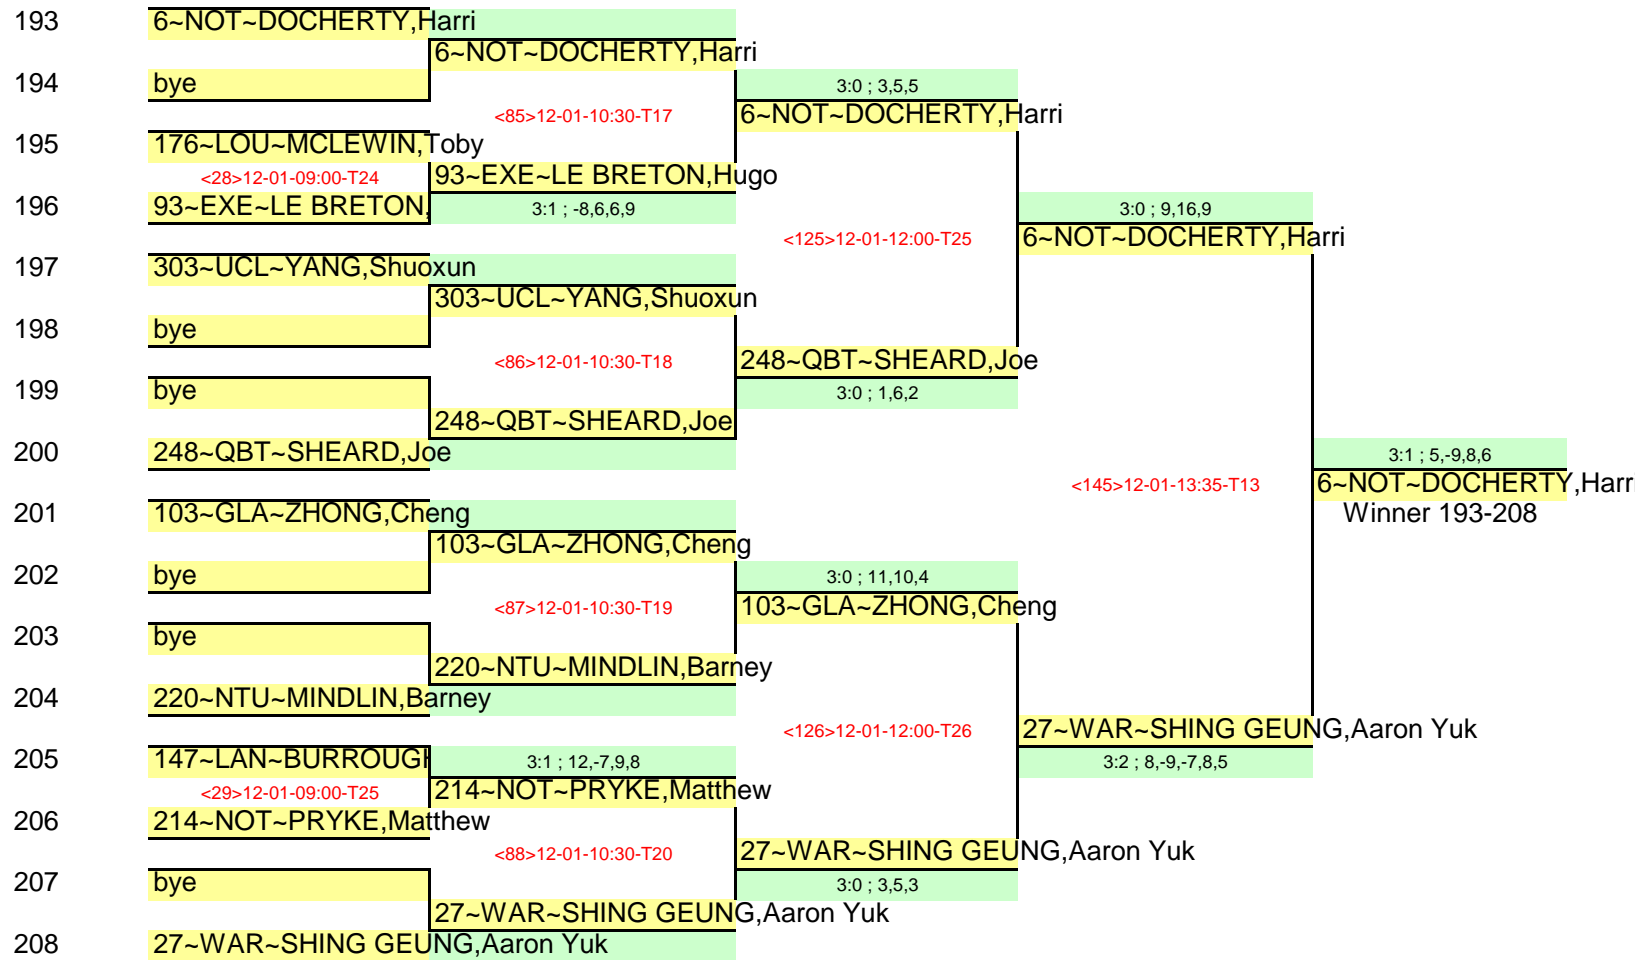 193 6~NOT~DOCHERTY,Harri
6~NOT~DOCHERTY,Harri
194 bye 3:0 ; 3,5,5
<85>12-01-10:30-T17 6~NOT~DOCHERTY,Harri
195 176~LOU~MCLEWIN,Toby
<28>12-01-09:00-T24 93~EXE~LE BRETON,Hugo
196 93~EXE~LE BRETON, 3:1 ; -8,6,6,9 3:0 ; 9,16,9
<125>12-01-12:00-T25 6~NOT~DOCHERTY,Harri
197 303~UCL~YANG,Shuoxun
303~UCL~YANG,Shuoxun
198 bye
<86>12-01-10:30-T18 248~QBT~SHEARD,Joe
199 bye 3:0 ; 1,6,2
248~QBT~SHEARD,Joe
200 248~QBT~SHEARD,Joe 3:1 ; 5,-9,8,6
<145>12-01-13:35-T13 6~NOT~DOCHERTY,Harri
201 103~GLA~ZHONG,Cheng Winner 193-208
103~GLA~ZHONG,Cheng
202 bye 3:0 ; 11,10,4
<87>12-01-10:30-T19 103~GLA~ZHONG,Cheng
203 bye
220~NTU~MINDLIN,Barney
204 220~NTU~MINDLIN,Barney
<126>12-01-12:00-T26 27~WAR~SHING GEUNG,Aaron Yuk
205 147~LAN~BURROUGH 3:1 ; 12,-7,9,8 3:2 ; 8,-9,-7,8,5
<29>12-01-09:00-T25 214~NOT~PRYKE,Matthew
206 214~NOT~PRYKE,Matthew
<88>12-01-10:30-T20 27~WAR~SHING GEUNG,Aaron Yuk
207 bye 3:0 ; 3,5,3
27~WAR~SHING GEUNG,Aaron Yuk
208 27~WAR~SHING GEUNG,Aaron Yuk